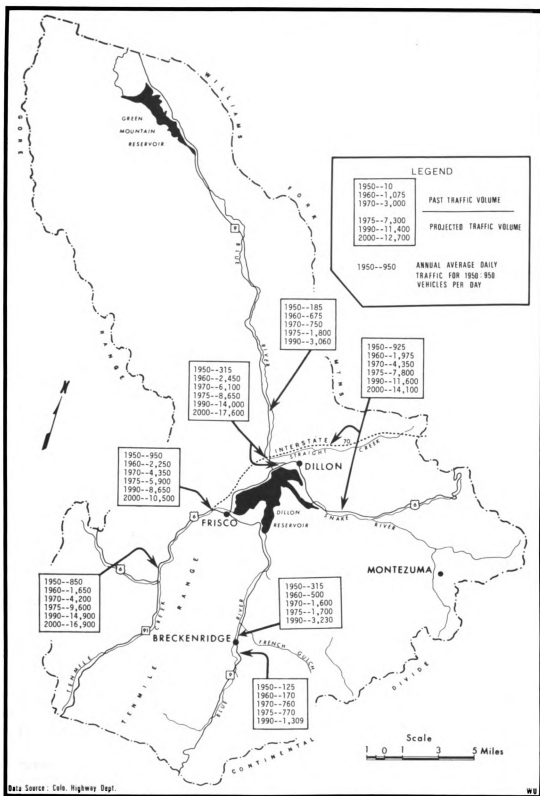 WILLIAMS
FORK
MTNS
GORE
RANGE
GREEN
MOUNTAIN
RESERVOIR
LEGEND
1950--10
1960--1,075
1970--3,000
PAST TRAFFIC VOLUME
1975--7,300
1990--11,400
2000--12,700
PROJECTED TRAFFIC VOLUME
1950--950 ANNUAL AVERAGE DAILY
TRAFFIC FOR 1950:950
VEHICLES PER DAY
9
BLUE
RIVER
1950--185
1960--675
1970--750
1975--1,800
1990--3,060
1950--315
1960--2,450
1970--6,100
1975--8,650
1990--14,000
2000--17,600
1950--925
1960--1,975
1970--4,350
1975--7,800
1990--11,600
2000--14,100
N
INTERSTATE 70
STRAIGHT CREEK
DILLON
1950--950
1960--2,250
1970--4,350
1975--5,900
1990--8,650
2000--10,500
6
FRISCO
DILLON
RESERVOIR
SNAKE
RIVER
6
MONTEZUMA
6
1950--850
1960--1,650
1970--4,200
1975--9,600
1990--14,900
2000--16,900
91
TENMILE CREEK
TENMILE RANGE
BRECKENRIDGE
1950--315
1960--500
1970--1,600
1975--1,700
1990--3,230
FRENCH GULCH
9
BLUE RIVER
1950--125
1960--170
1970--760
1975--770
1990--1,309
CONTINENTAL DIVIDE
Scale
1 0 1 3 5 Miles
Data Source: Colo. Highway Dept.
WU